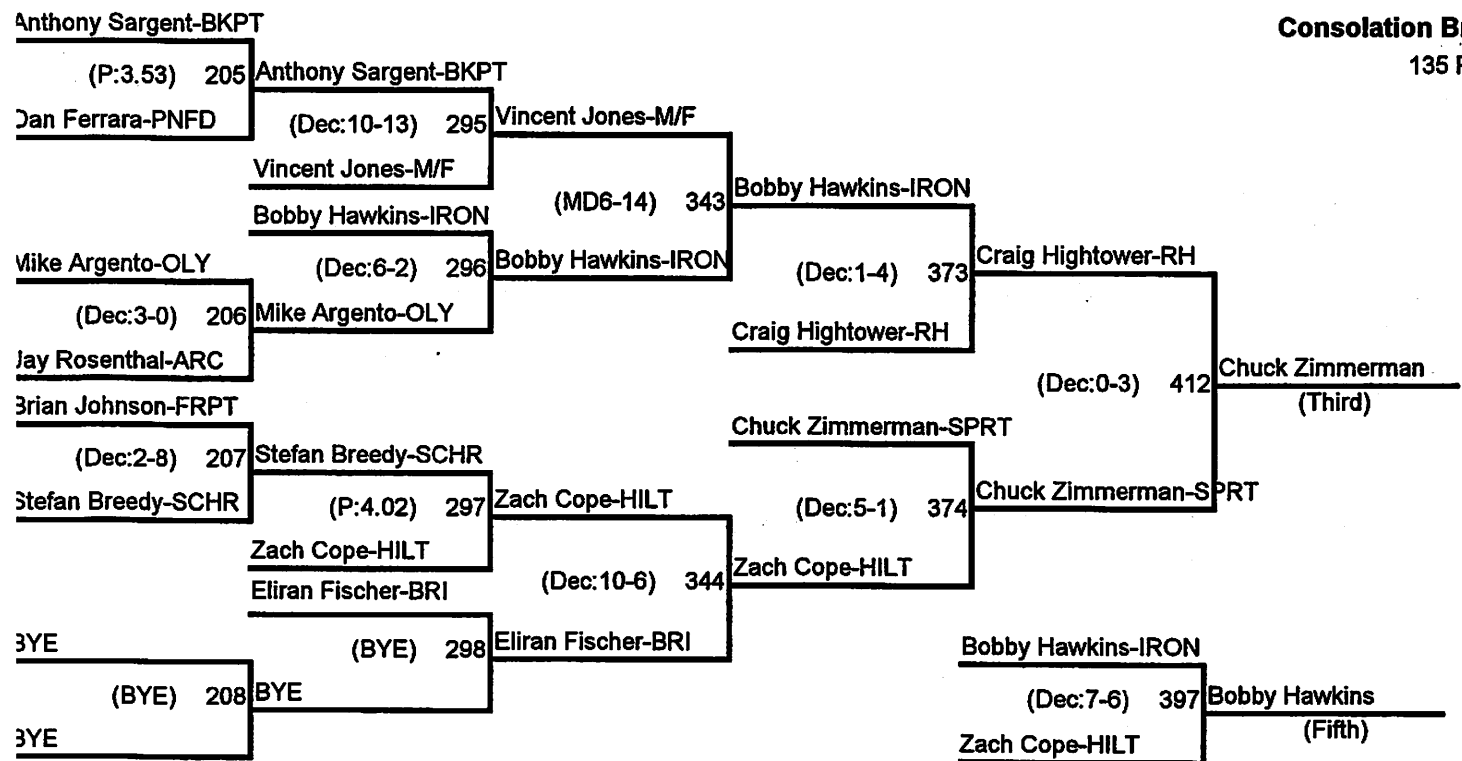 Anthony Sargent-BKPT
Consolation Br
135 P
(P:3.53) 205 Anthony Sargent-BKPT
Dan Ferrara-PNFD
(Dec:10-13) 295 Vincent Jones-M/F
Vincent Jones-M/F
(MD6-14) 343 Bobby Hawkins-IRON
Bobby Hawkins-IRON
Mike Argento-OLY
(Dec:6-2) 296 Bobby Hawkins-IRON
(Dec:1-4) 373 Craig Hightower-RH
(Dec:3-0) 206 Mike Argento-OLY
Craig Hightower-RH
Jay Rosenthal-ARC
(Dec:0-3) 412 Chuck Zimmerman
(Third)
Brian Johnson-FRPT
Chuck Zimmerman-SPRT
(Dec:2-8) 207 Stefan Breedy-SCHR
Stefan Breedy-SCHR
(P:4.02) 297 Zach Cope-HILT
(Dec:5-1) 374 Chuck Zimmerman-SPRT
Zach Cope-HILT
(Dec:10-6) 344 Zach Cope-HILT
Eliran Fischer-BRI
BYE
(BYE) 298 Eliran Fischer-BRI
Bobby Hawkins-IRON
(BYE) 208 BYE
(Dec:7-6) 397 Bobby Hawkins
(Fifth)
BYE
Zach Cope-HILT